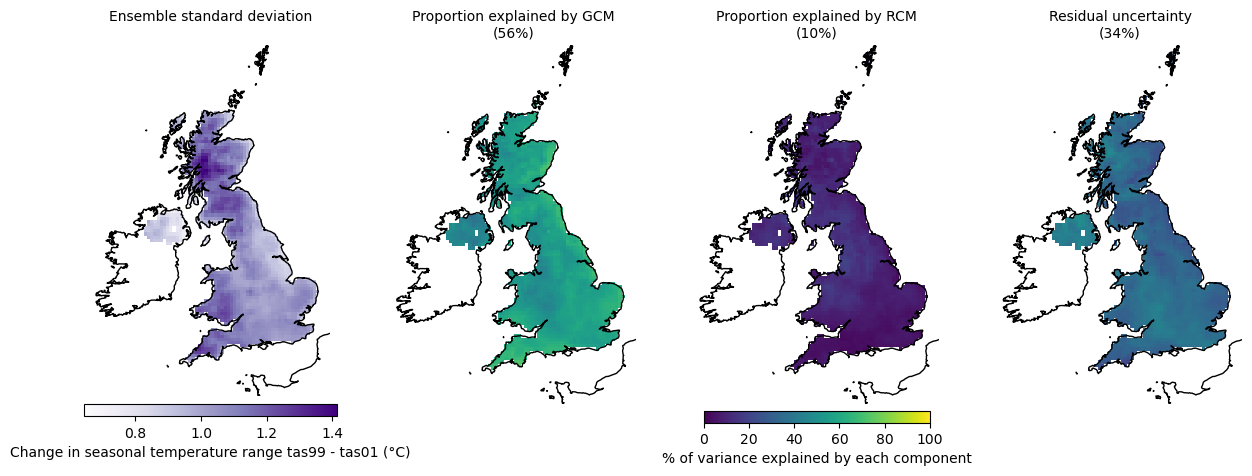 Ensemble standard deviation
Proportion explained by GCM
(56%)
Proportion explained by RCM
(10%)
Residual uncertainty
(34%)
0.8 1.0 1.2 1.4
Change in seasonal temperature range tas99 - tas01 (°C)
0 20 40 60 80 100
% of variance explained by each component